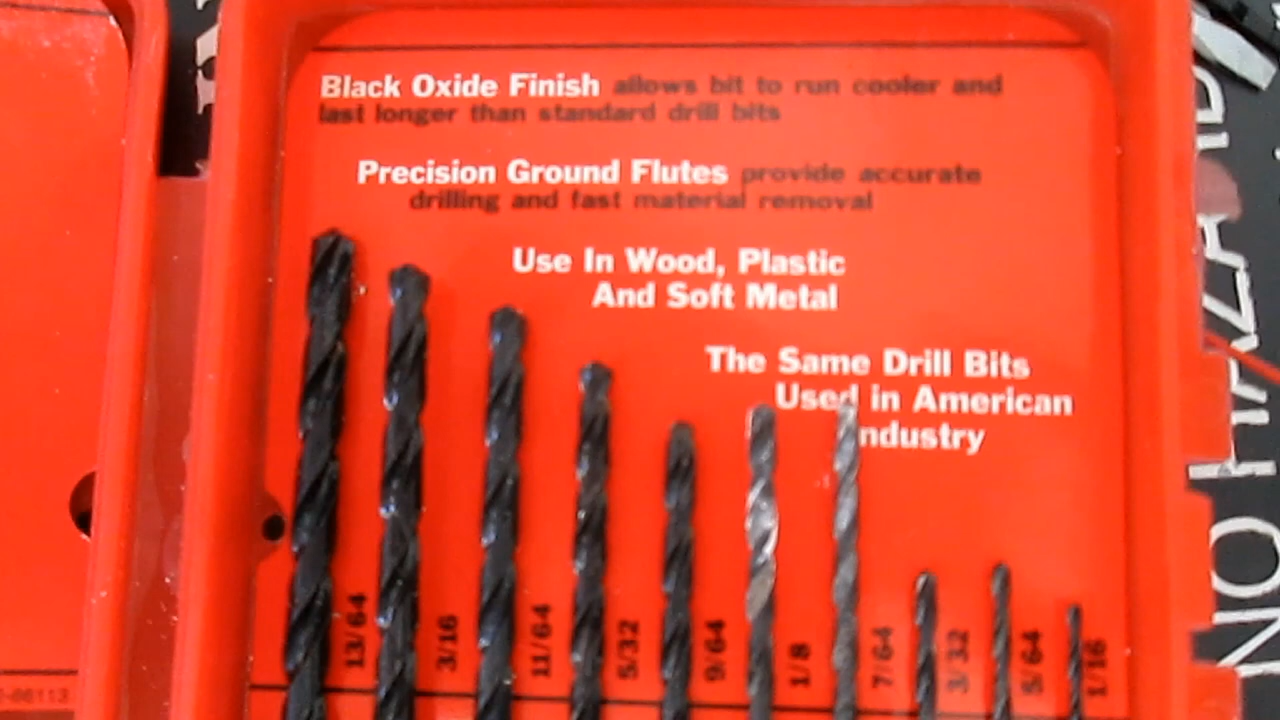 Black Oxide Finish allows bit to run cooler and
last longer than standard drill bits
Precision Ground Flutes provide accurate
drilling and fast material removal
Use In Wood, Plastic
And Soft Metal
The Same Drill Bits
Used in American
Industry
13/64
3/16
11/64
5/32
9/64
1/8
7/64
3/32
5/64
1/16
NO HAZA